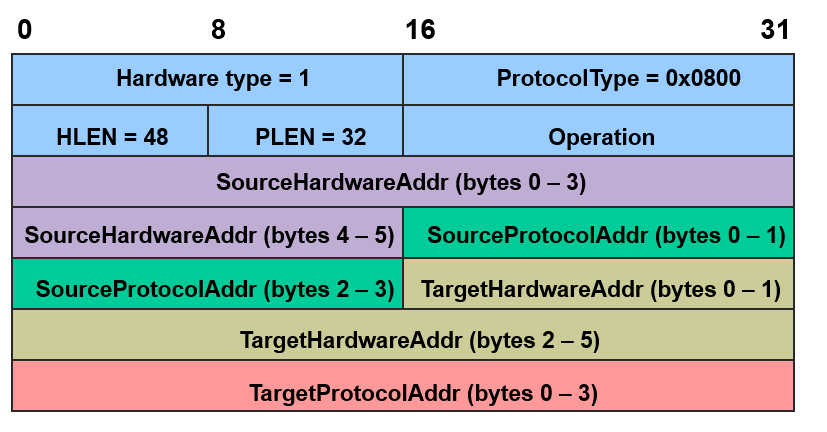 0 8 16 31
Hardware type = 1 ProtocolType = 0x0800
HLEN = 48 PLEN = 32 Operation
SourceHardwareAddr (bytes 0 – 3)
SourceHardwareAddr (bytes 4 – 5) SourceProtocolAddr (bytes 0 – 1)
SourceProtocolAddr (bytes 2 – 3) TargetHardwareAddr (bytes 0 – 1)
TargetHardwareAddr (bytes 2 – 5)
TargetProtocolAddr (bytes 0 – 3)